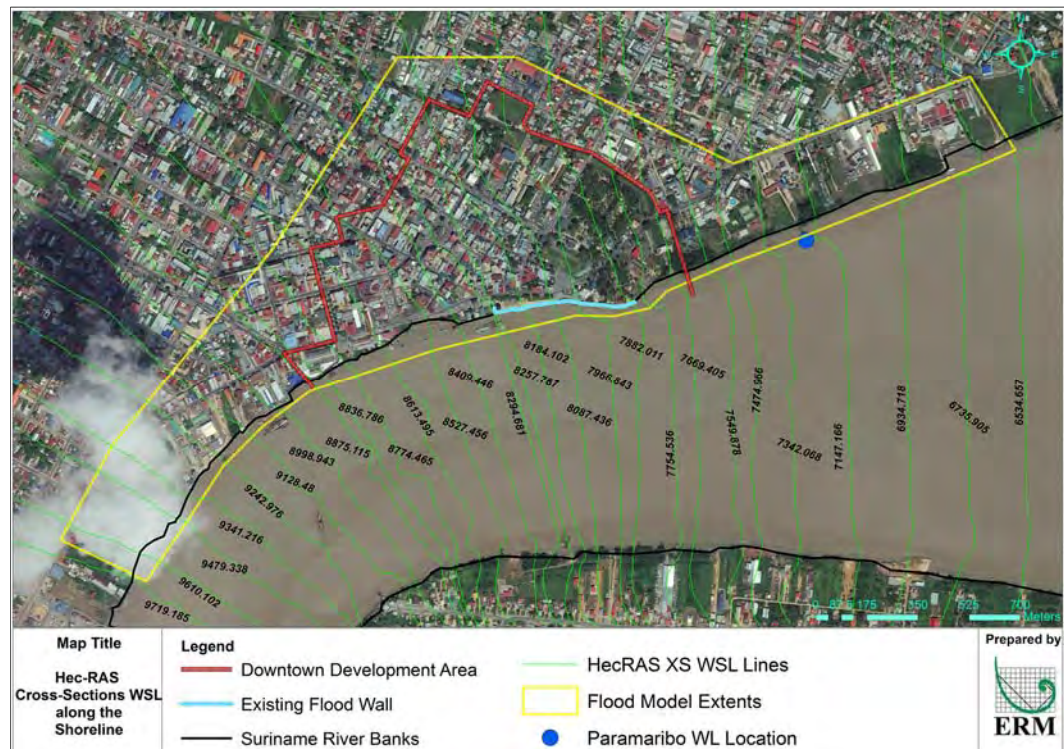 N
S
8184.102
7882.011
7669.405
8409.446
8257.767
7966.843
8836.786
8613.495
8527.456
8294.681
8087.436
8875.115
8774.465
8998.943
9128.48
9242.976
9341.216
9479.338
9610.102
9719.185
7754.536
7549.878
7474.966
7342.068
7147.166
6934.718
6735.905
6534.657
0 87.5 175 350 525 700
Meters
Map Title
Hec-RAS
Cross-Sections WSL
along the
Shoreline
Legend
Downtown Development Area
Existing Flood Wall
Suriname River Banks
HecRAS XS WSL Lines
Flood Model Extents
Paramaribo WL Location
Prepared by
ERM